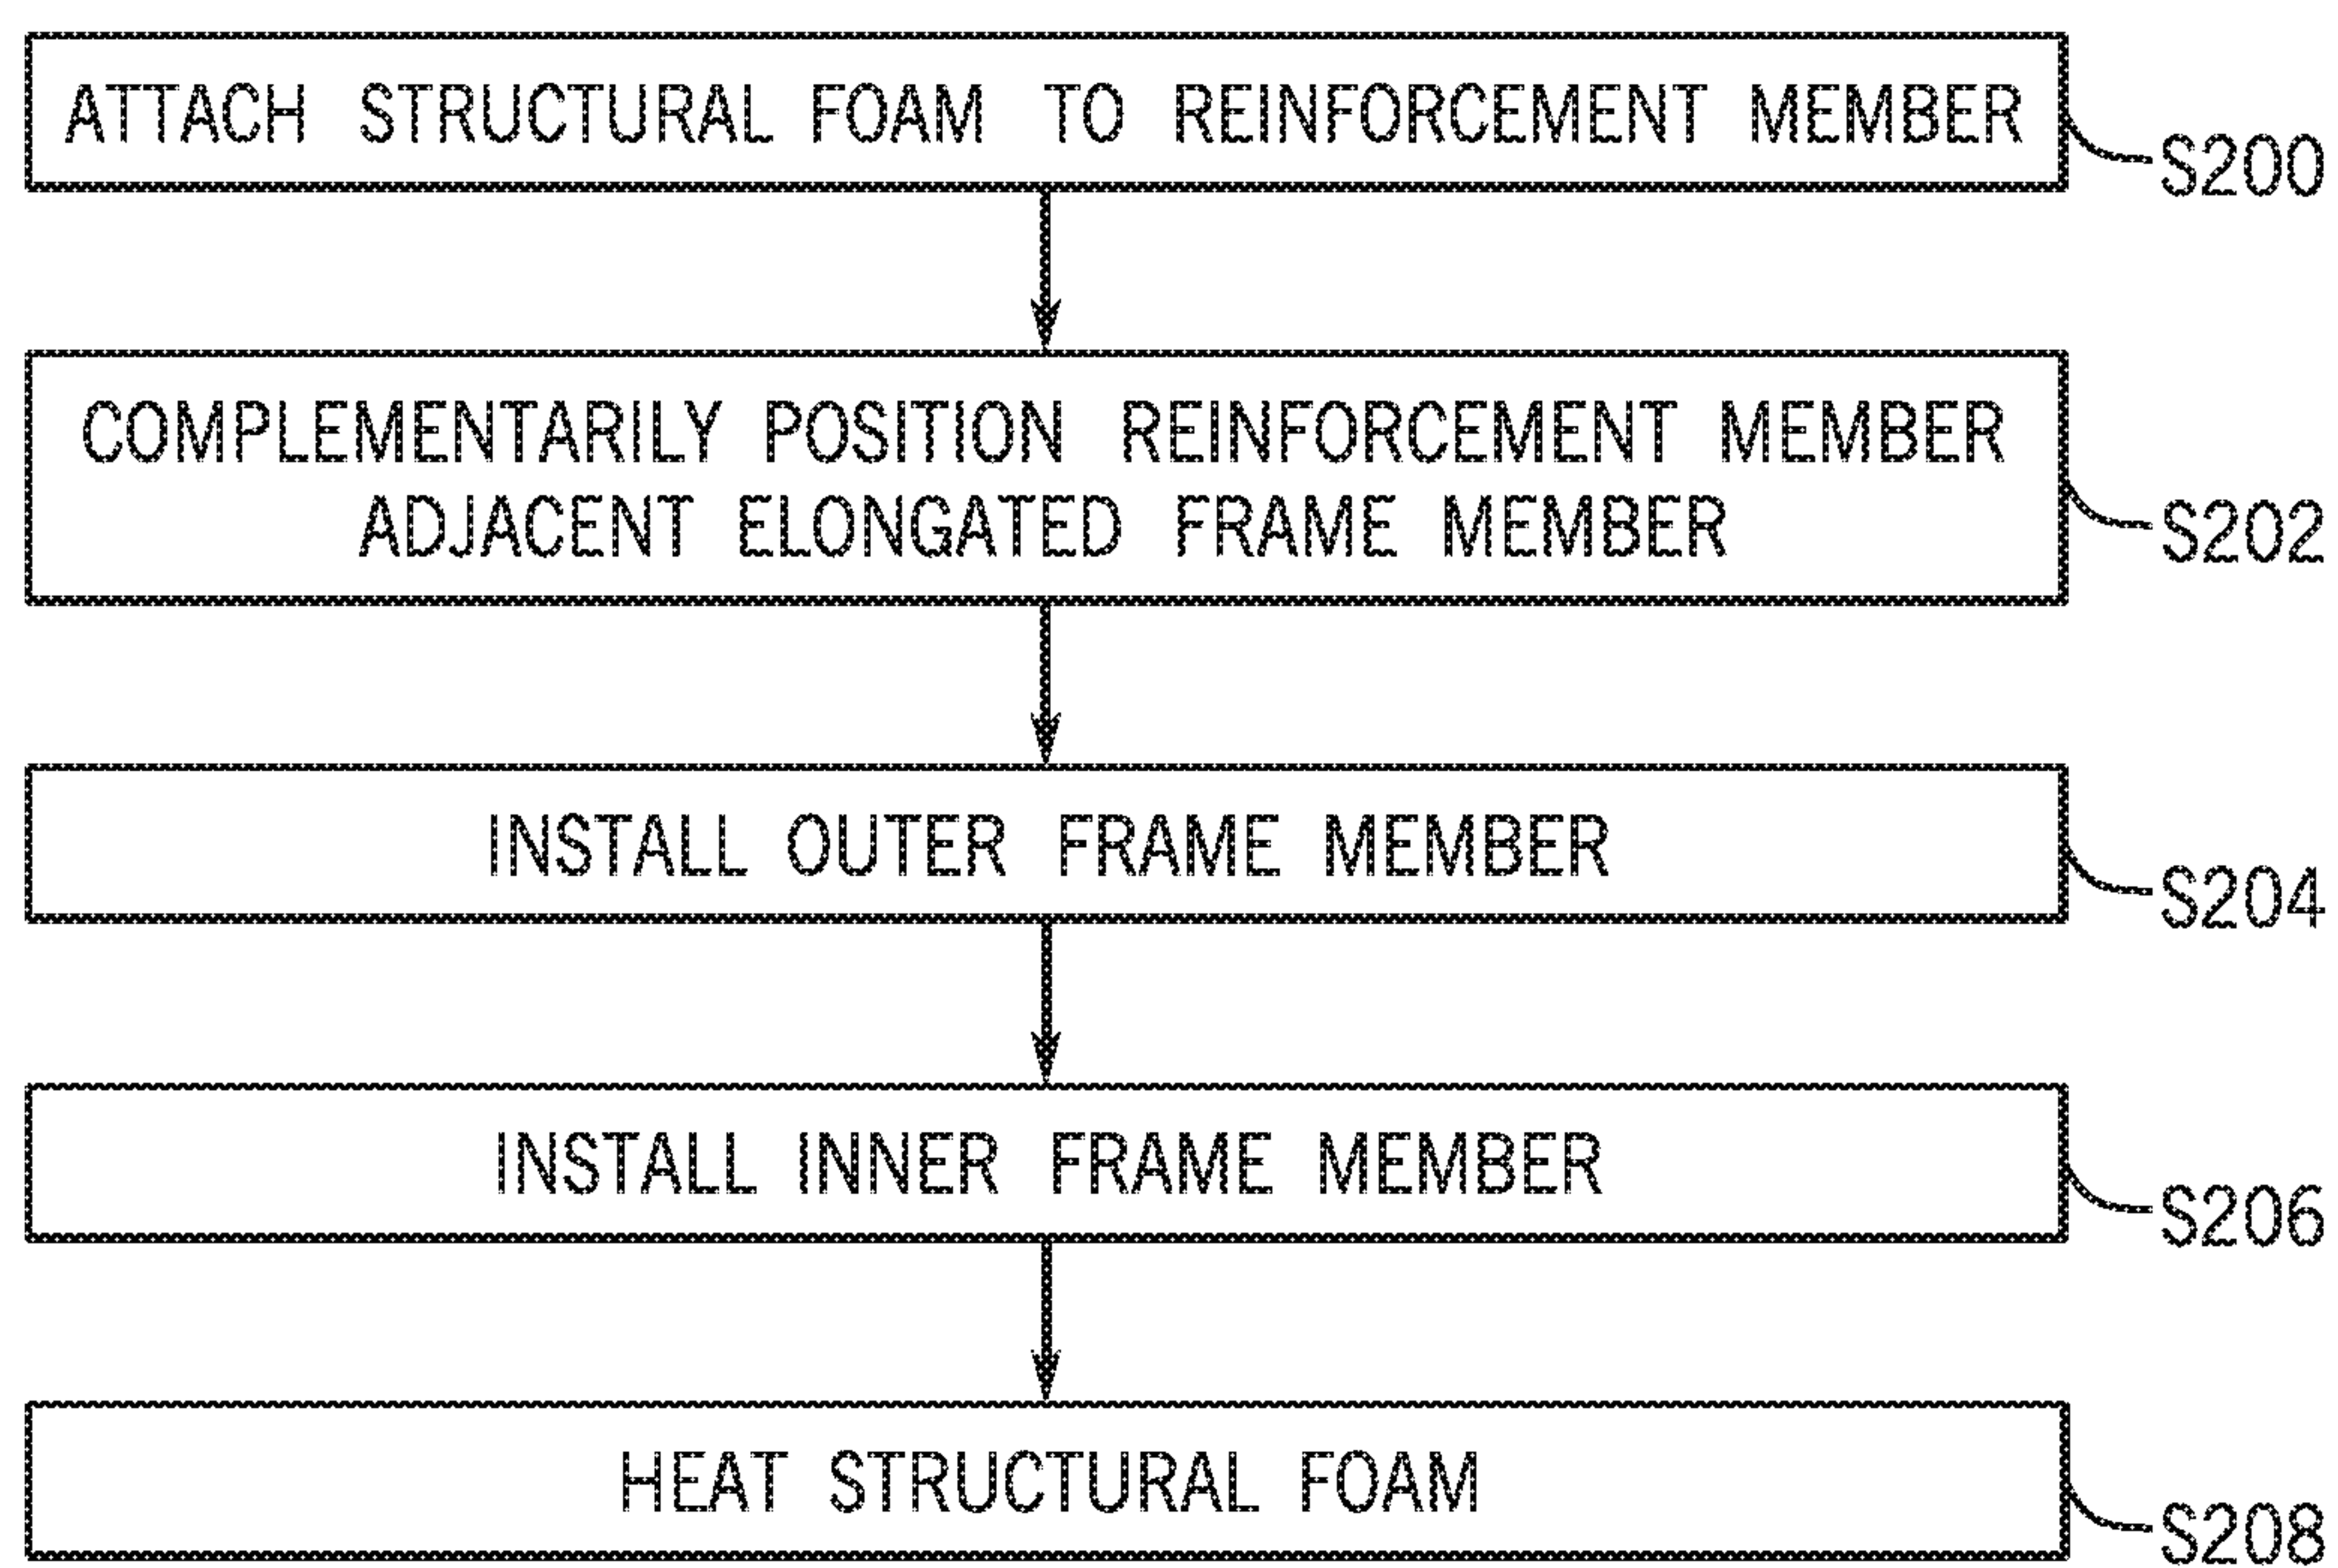 ATTACH STRUCTURAL FOAM TO REINFORCEMENT MEMBER
S200
COMPLEMENTARILY POSITION REINFORCEMENT MEMBER
ADJACENT ELONGATED FRAME MEMBER
S202
INSTALL OUTER FRAME MEMBER
S204
INSTALL INNER FRAME MEMBER
S206
HEAT STRUCTURAL FOAM
S208